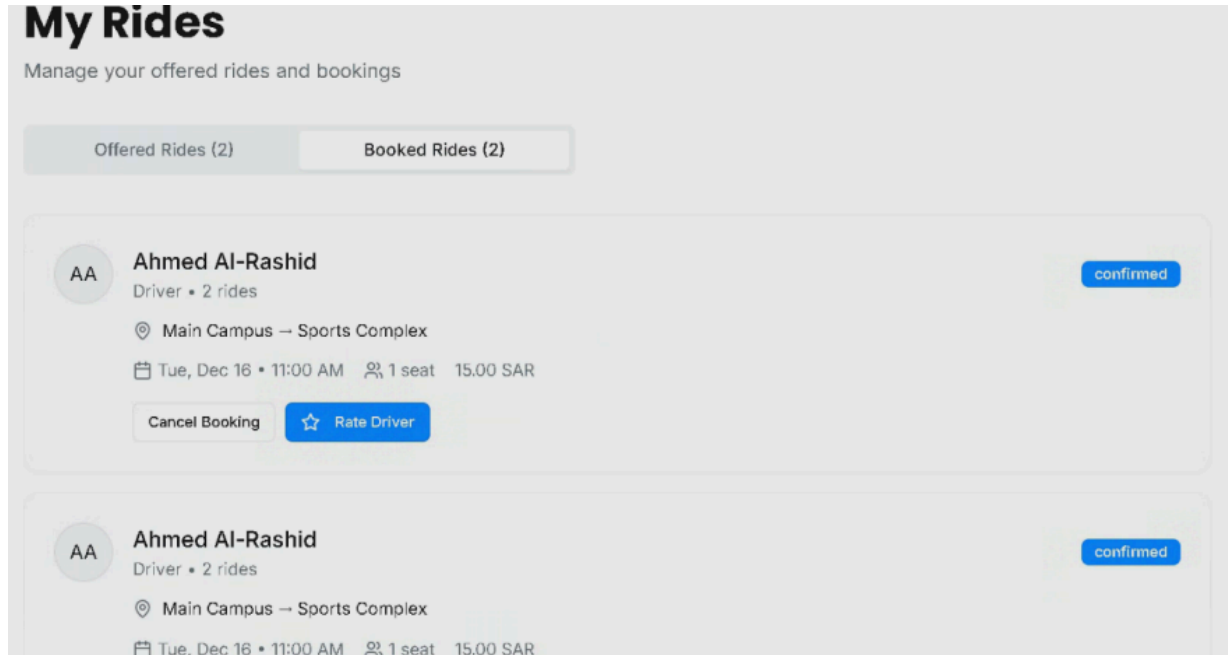 My Rides
Manage your offered rides and bookings
Offered Rides (2) Booked Rides (2)
AA
Ahmed Al-Rashid
confirmed
Driver • 2 rides
Main Campus → Sports Complex
Tue, Dec 16 • 11:00 AM 1 seat 15.00 SAR
Cancel Booking Rate Driver
AA
Ahmed Al-Rashid
confirmed
Driver • 2 rides
Main Campus → Sports Complex
Tue, Dec 16 • 11:00 AM 1 seat 15.00 SAR